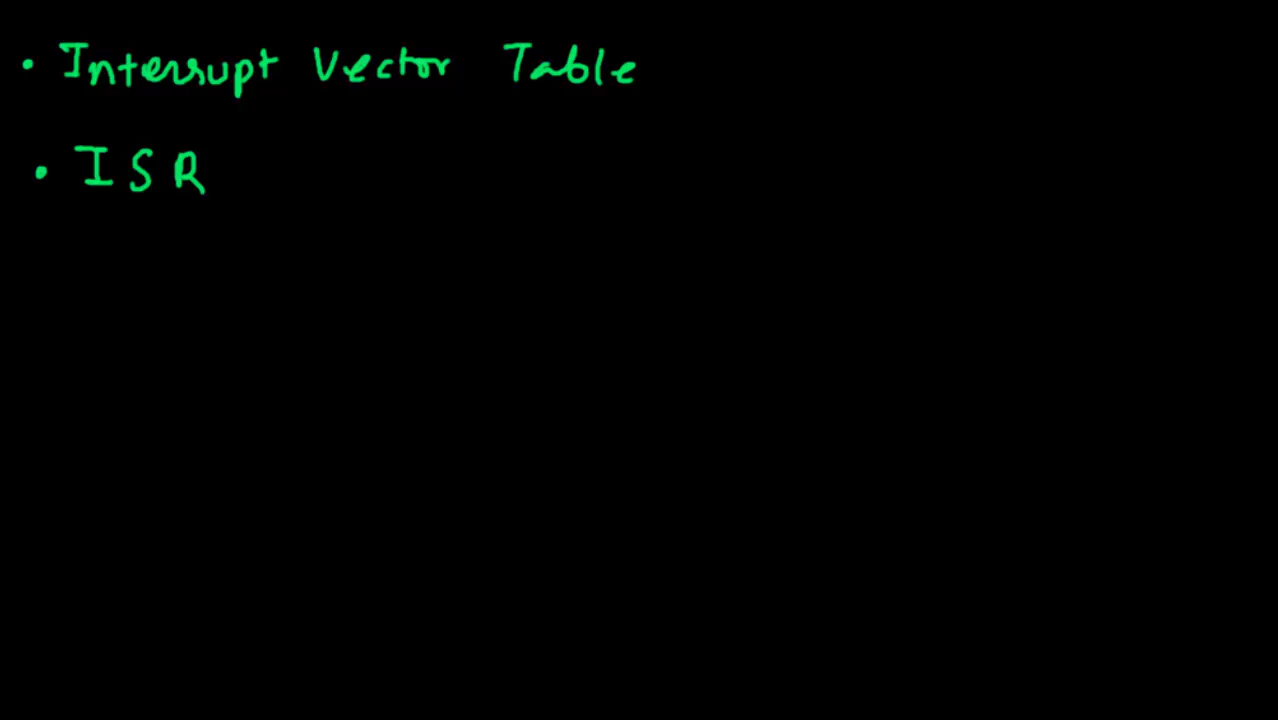 • Interrupt Vector Table
• ISR